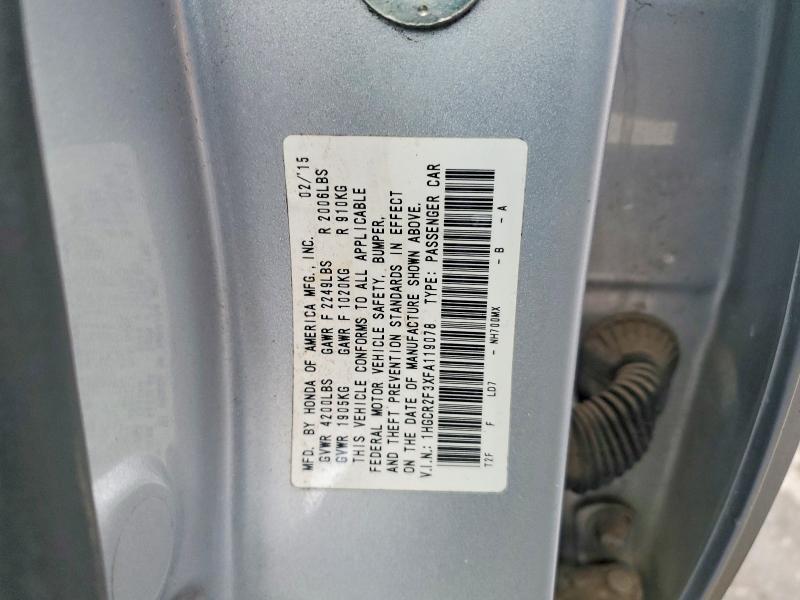 MFD. BY HONDA OF AMERICA MFG., INC. 02/'15
GVWR 4200LBS GAWR F 2249LBS R 2006LBS
GVWR 1905KG GAWR F 1020KG R 910KG
THIS VEHICLE CONFORMS TO ALL APPLICABLE
FEDERAL MOTOR VEHICLE SAFETY, BUMPER,
AND THEFT PREVENTION STANDARDS IN EFFECT
ON THE DATE OF MANUFACTURE SHOWN ABOVE.
V.I.N.: 1HGCR2F3XFA119078 TYPE: PASSENGER CAR
T2F F LD7 - NH700MX - B - A